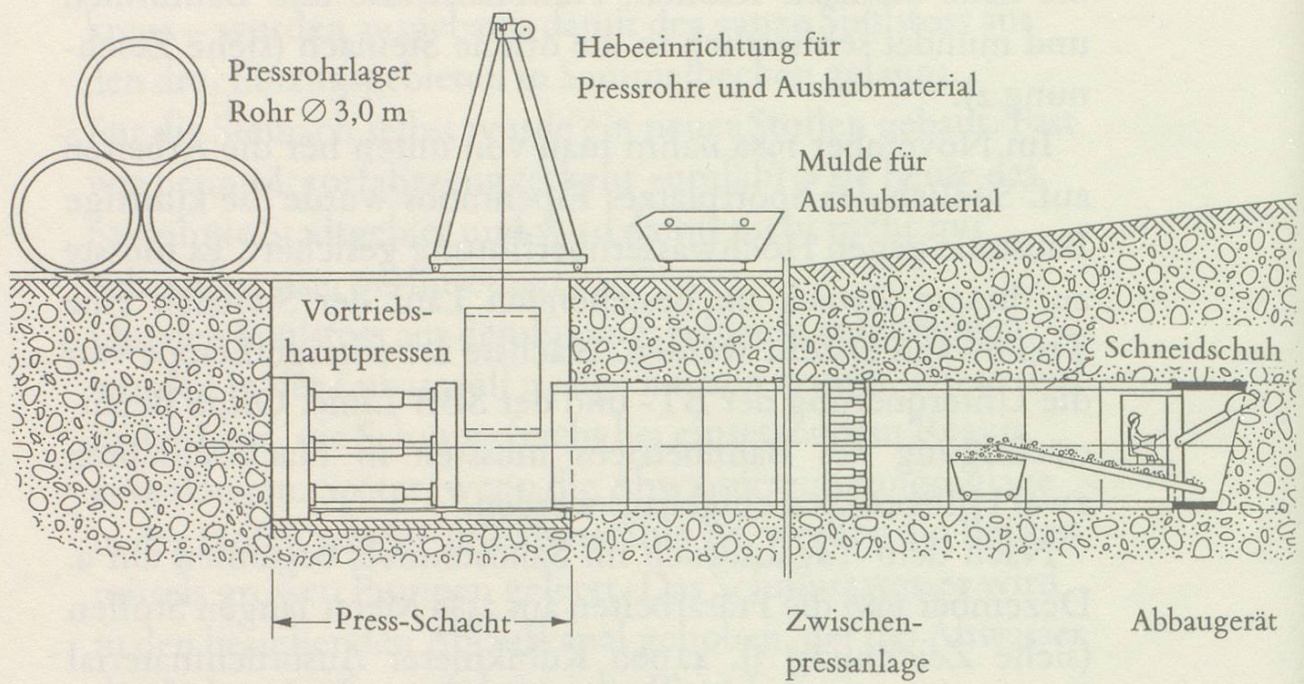 Pressrohrlager
Rohr Ø 3,0 m
Hebeeinrichtung für
Pressrohre und Aushubmaterial
Mulde für
Aushubmaterial
Vortriebs-
hauptpressen
Schneidschuh
Press-Schacht
Zwischen-
pressanlage
Abbaugerät